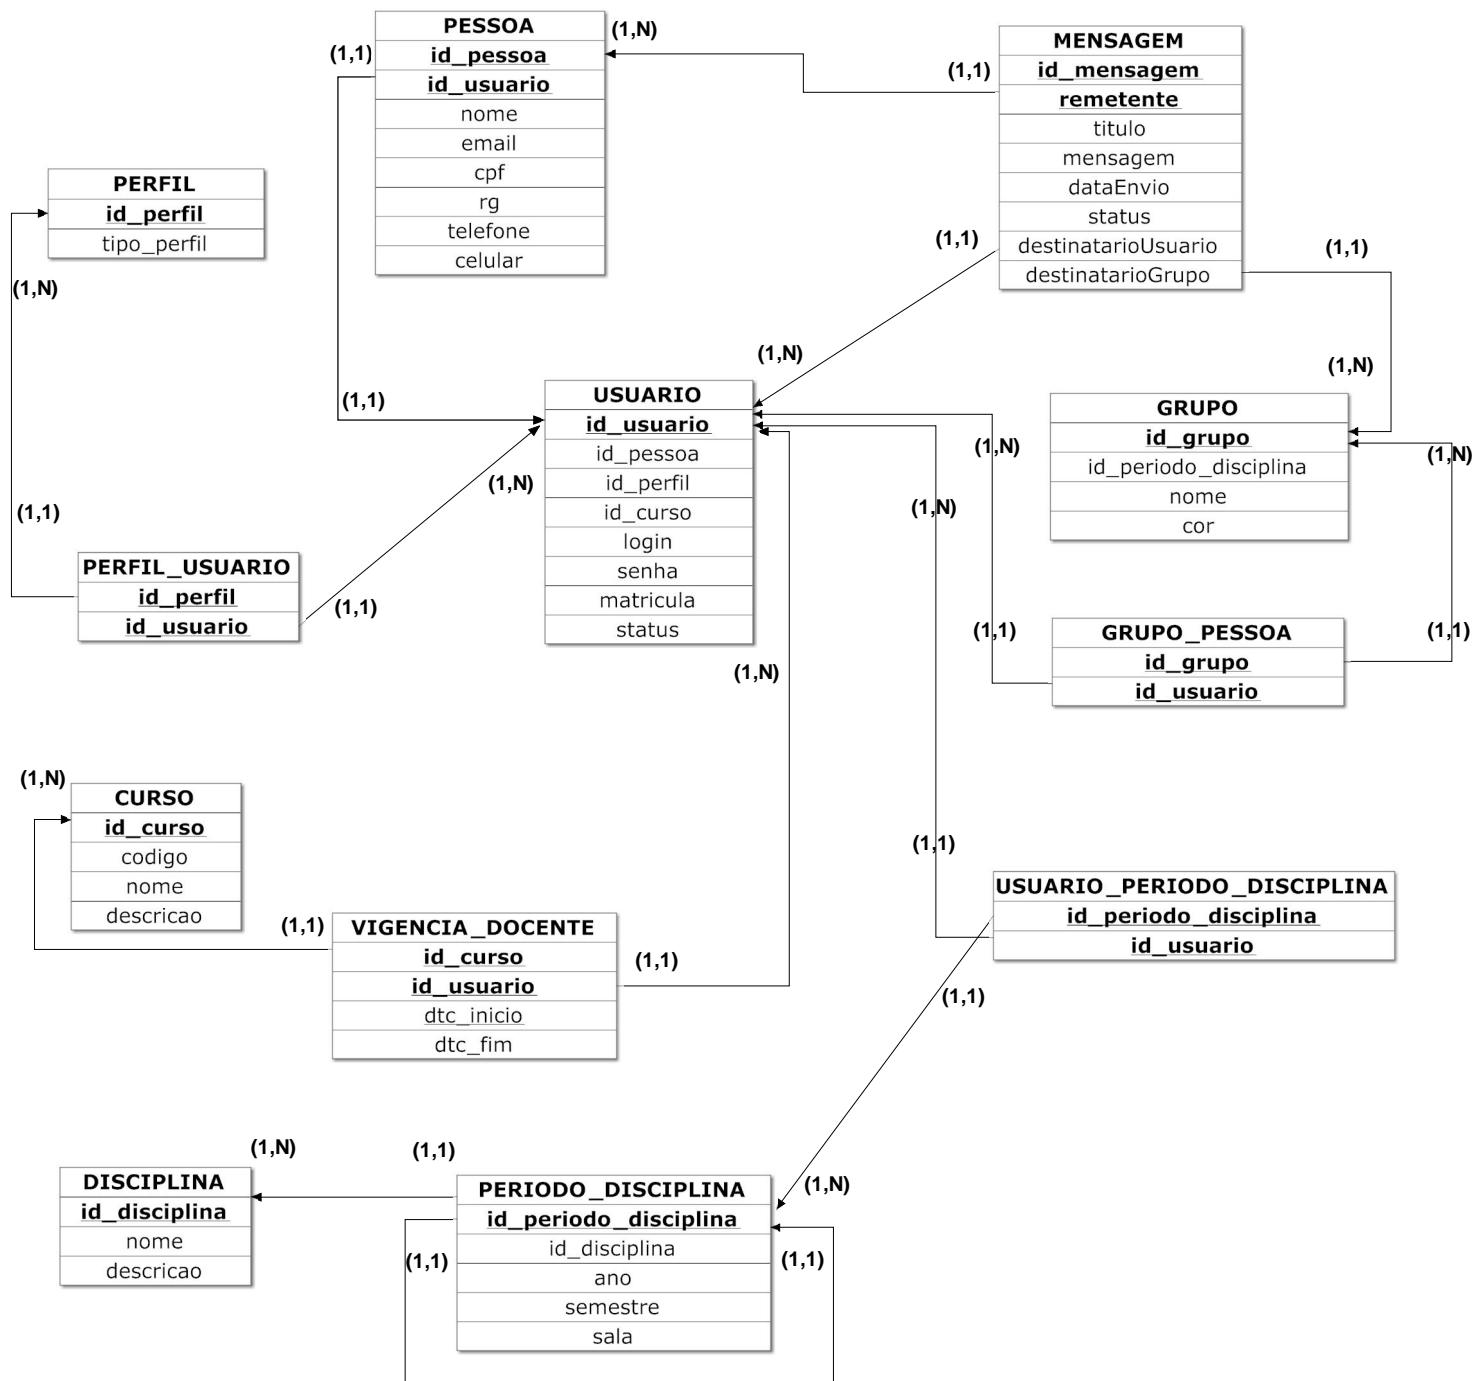 PESSOA
id_pessoa
id_usuario
nome
email
cpf
rg
telefone
celular
(1,1)
(1,N)
(1,1)
MENSAGEM
id_mensagem
remetente
titulo
mensagem
dataEnvio
status
destinatarioUsuario
destinatarioGrupo
(1,1)
(1,1)
PERFIL
id_perfil
tipo_perfil
(1,N)
(1,1)
(1,1)
(1,N)
(1,N)
USUARIO
id_usuario
id_pessoa
id_perfil
id_curso
login
senha
matricula
status
(1,N)
GRUPO
id_grupo
id_periodo_disciplina
nome
cor
(1,N)
(1,N)
(1,N)
PERFIL_USUARIO
id_perfil
id_usuario
(1,1)
(1,N)
(1,1)
GRUPO_PESSOA
id_grupo
id_usuario
(1,1)
(1,N)
CURSO
id_curso
codigo
nome
descricao
(1,1)
VIGENCIA_DOCENTE
id_curso
id_usuario
dtc_inicio
dtc_fim
(1,1)
(1,1)
USUARIO_PERIODO_DISCIPLINA
id_periodo_disciplina
id_usuario
(1,1)
(1,N)
(1,1)
DISCIPLINA
id_disciplina
nome
descricao
PERIODO_DISCIPLINA
id_periodo_disciplina
id_disciplina
ano
semestre
sala
(1,N)
(1,1)
(1,1)